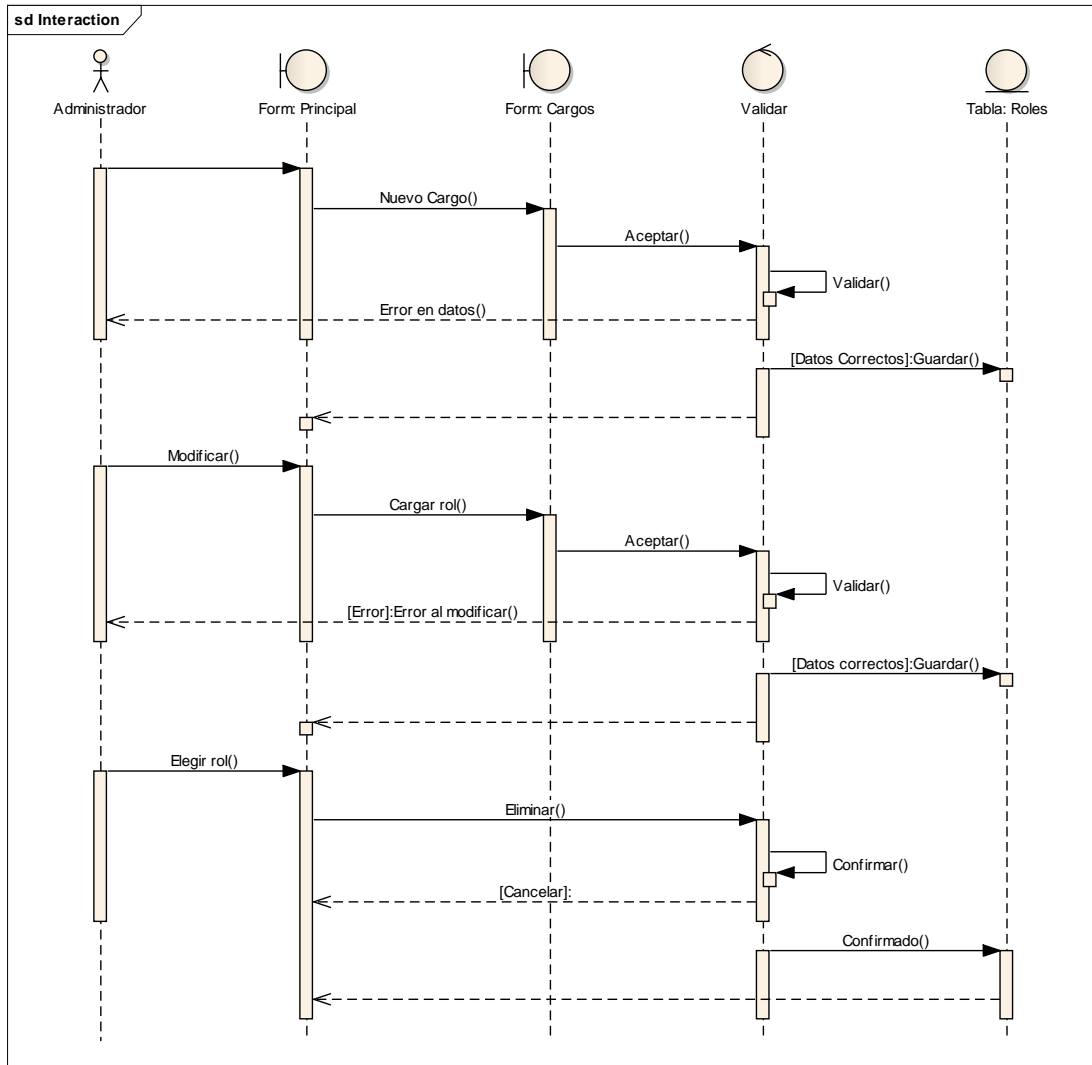 sd Interaction
Administrador
Form: Principal
Form: Cargos
Validar
Tabla: Roles
Nuevo Cargo()
Aceptar()
Validar()
Error en datos()
[Datos Correctos]:Guardar()
Modificar()
Cargar rol()
Aceptar()
Validar()
[Error]:Error al modificar()
[Datos correctos]:Guardar()
Elegir rol()
Eliminar()
Confirmar()
[Cancelar]:
Confirmado()